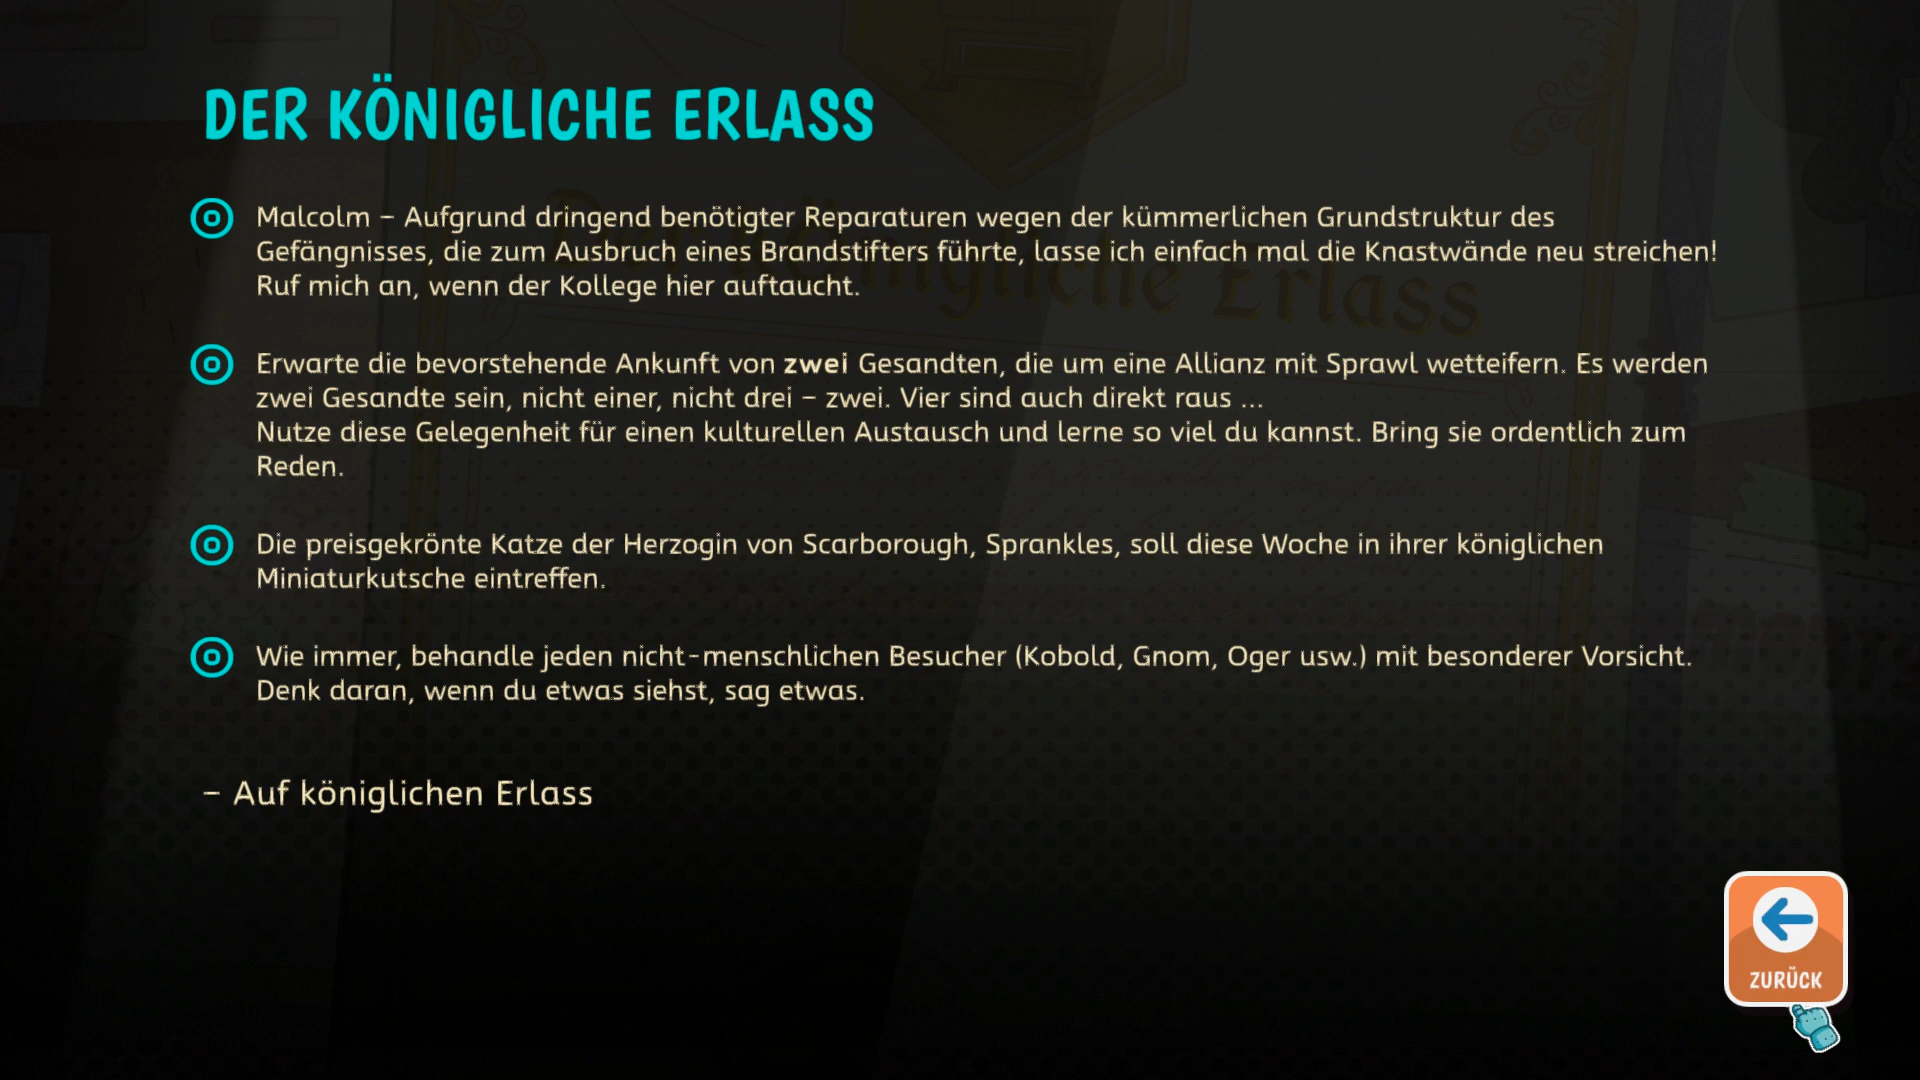 DER KÖNIGLICHE ERLASS
Malcolm – Aufgrund dringend benötigter Reparaturen wegen der kümmerlichen Grundstruktur des
Gefängnisses, die zum Ausbruch eines Brandstifters führte, lasse ich einfach mal die Knastwände neu streichen!
Ruf mich an, wenn der Kollege hier auftaucht.
Erwarte die bevorstehende Ankunft von zwei Gesandten, die um eine Allianz mit Sprawl wetteifern. Es werden
zwei Gesandte sein, nicht einer, nicht drei – zwei. Vier sind auch direkt raus ...
Nutze diese Gelegenheit für einen kulturellen Austausch und lerne so viel du kannst. Bring sie ordentlich zum
Reden.
Die preisgekrönte Katze der Herzogin von Scarborough, Sprankles, soll diese Woche in ihrer königlichen
Miniaturkutsche eintreffen.
Wie immer, behandle jeden nicht-menschlichen Besucher (Kobold, Gnom, Oger usw.) mit besonderer Vorsicht.
Denk daran, wenn du etwas siehst, sag etwas.
– Auf königlichen Erlass
ZURÜCK